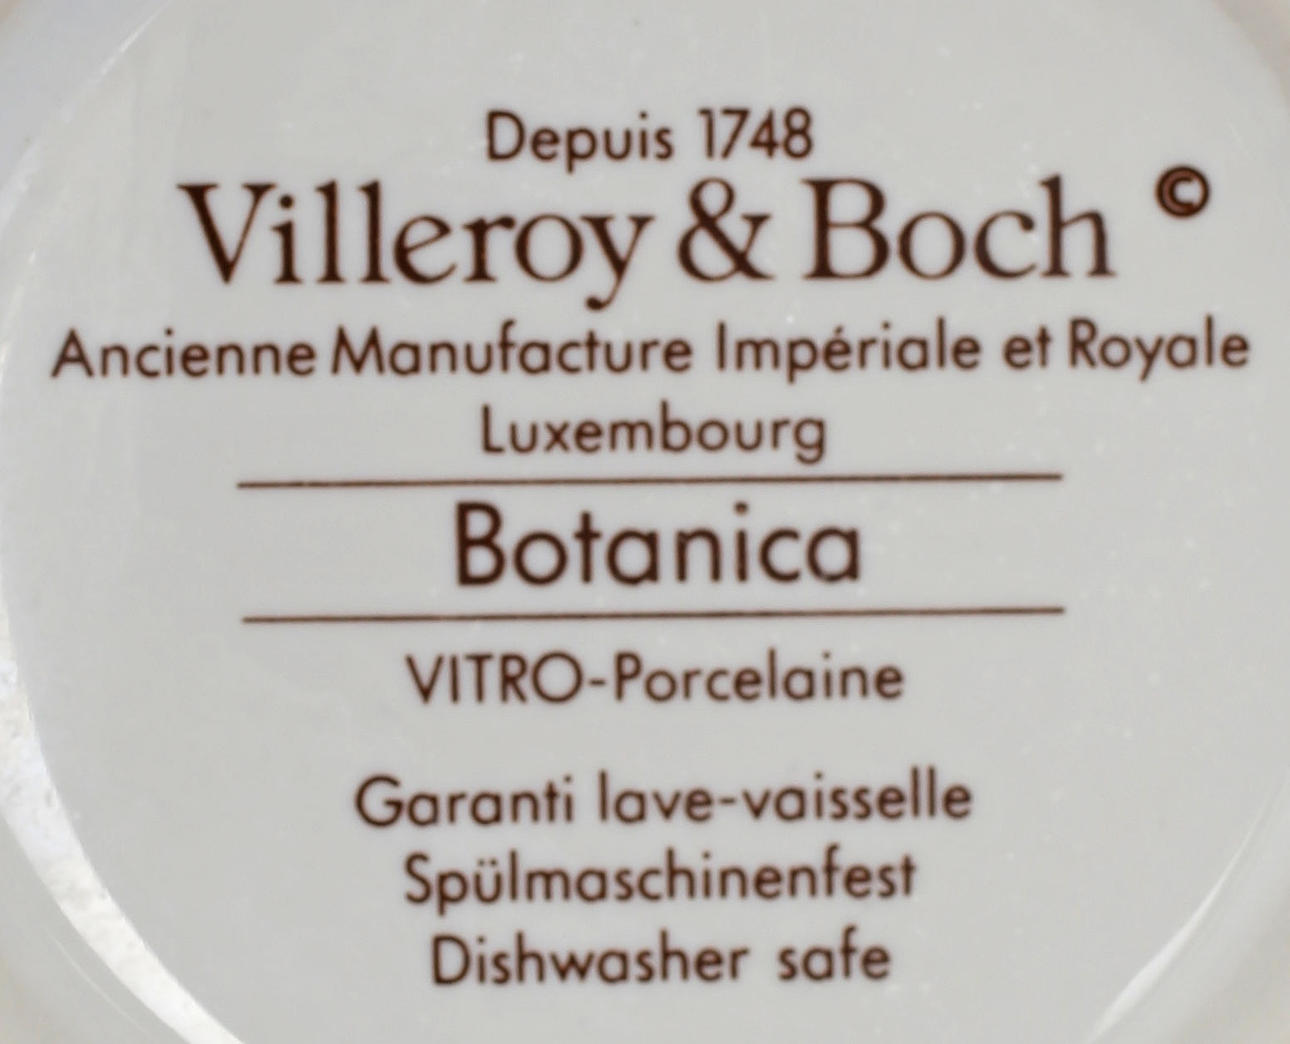 Depuis 1748
Villeroy & Boch ©
Ancienne Manufacture Impériale et Royale
Luxembourg
Botanica
VITRO-Porcelaine
Garanti lave-vaisselle
Spülmaschinenfest
Dishwasher safe